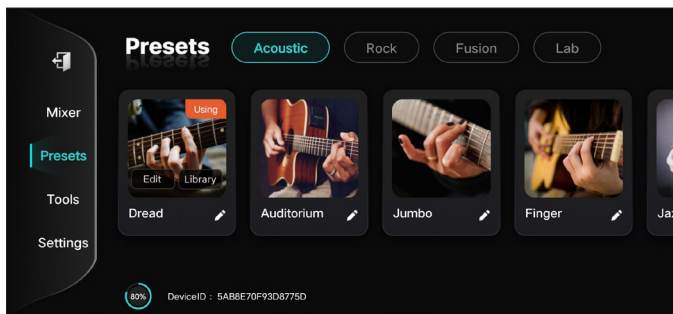 Presets
Acoustic
Rock
Fusion
Lab
Mixer
Presets
Tools
Settings
Using
Edit
Library
Dread
Auditorium
Jumbo
Finger
80%
DeviceID : 5AB8E70F93D8775D